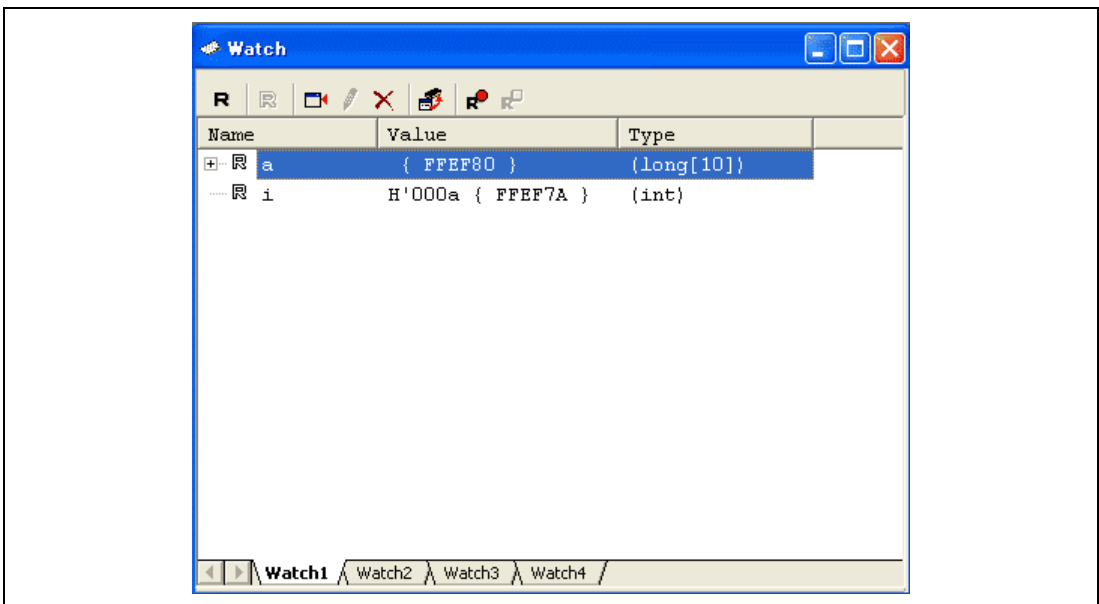 Watch
R R R R
Name Value Type
R a { FFEF80 } (long[10])
R i H'000a { FFEF7A } (int)
Watch1 Watch2 Watch3 Watch4